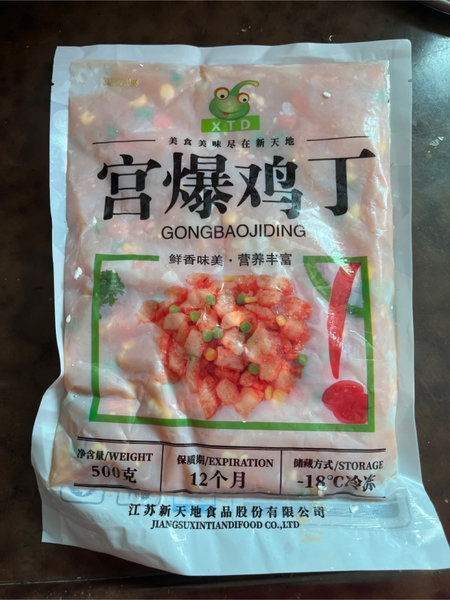 XTD
美食美味尽在新天地
宫爆鸡丁
GONGBAOJIDING
鲜香味美·营养丰富
净含量/WEIGHT
500克
保质期/EXPIRATION
12个月
储藏方式/STORAGE
-18℃冷冻
江苏新天地食品股份有限公司
JIANGSUXINTIANDIFOOD CO.,LTD